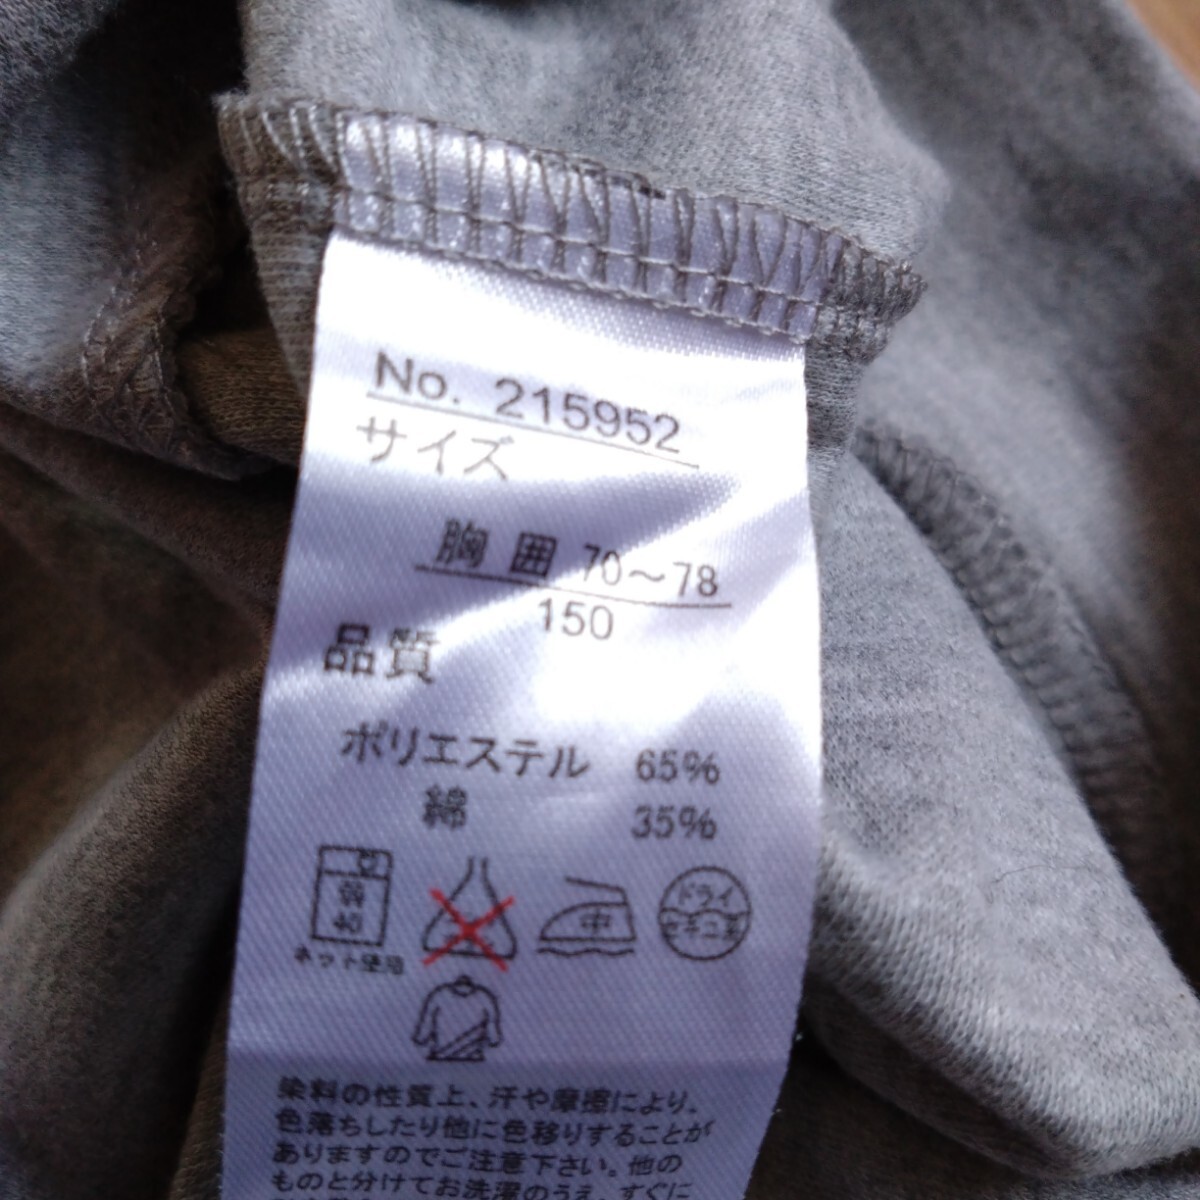 No. 215952
サイズ
胸囲 70～78
150
品質
ポリエステル 65%
綿 35%
弱 40
ネット使用
中
ドライ
セキユ系
染料の性質上、汗や摩擦により、
色落ちしたり他に色移りすることが
ありますのでご注意下さい。他の
ものと分けてお洗濯のうえ、すぐに